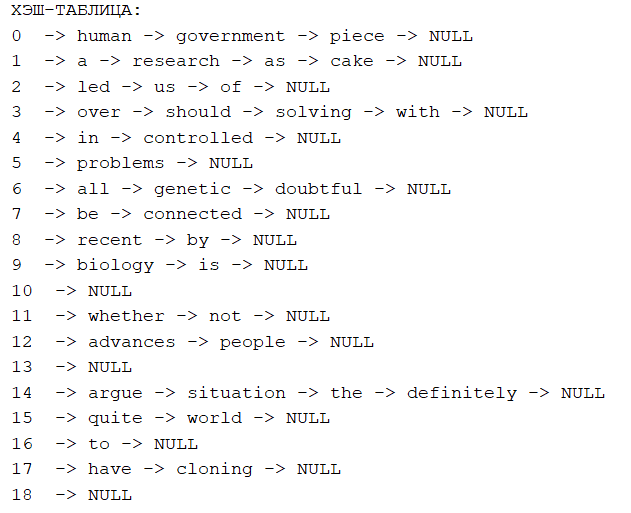 ХЭШ-ТАБЛИЦА:
0 -> human -> government -> piece -> NULL
1 -> a -> research -> as -> cake -> NULL
2 -> led -> us -> of -> NULL
3 -> over -> should -> solving -> with -> NULL
4 -> in -> controlled -> NULL
5 -> problems -> NULL
6 -> all -> genetic -> doubtful -> NULL
7 -> be -> connected -> NULL
8 -> recent -> by -> NULL
9 -> biology -> is -> NULL
10 -> NULL
11 -> whether -> not -> NULL
12 -> advances -> people -> NULL
13 -> NULL
14 -> argue -> situation -> the -> definitely -> NULL
15 -> quite -> world -> NULL
16 -> to -> NULL
17 -> have -> cloning -> NULL
18 -> NULL